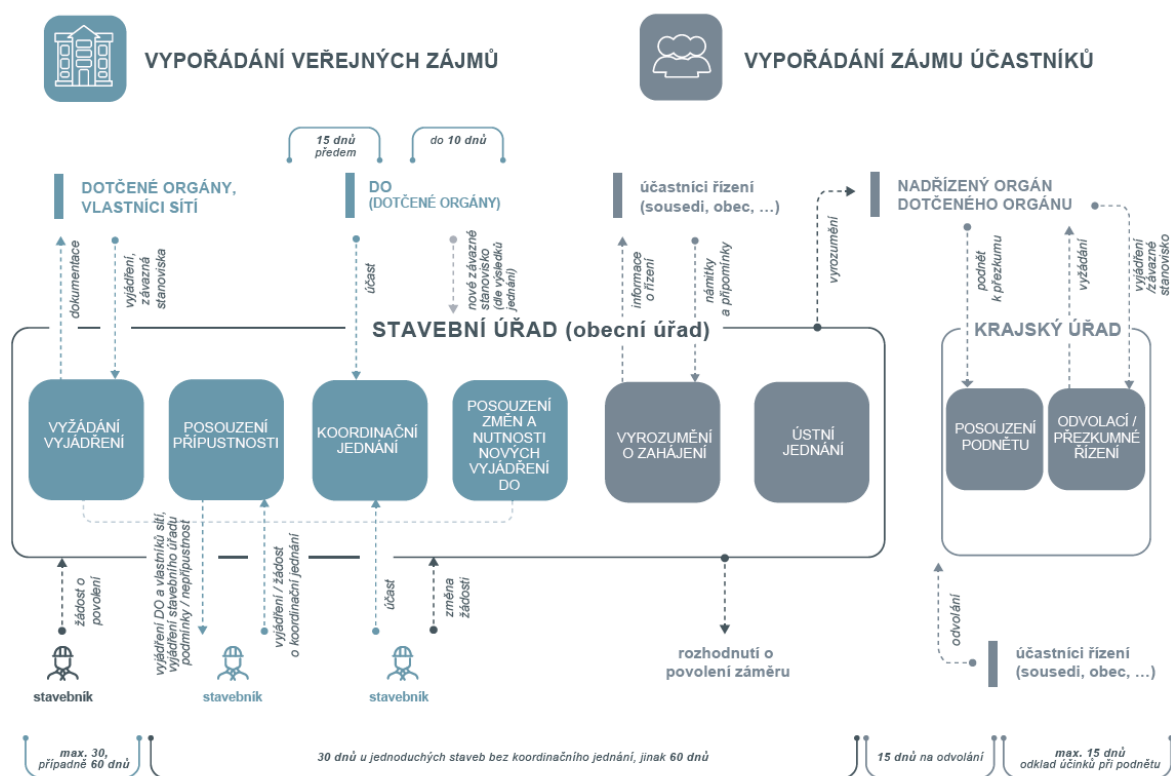 VYPOŘÁDÁNÍ VEŘEJNÝCH ZÁJMŮ
VYPOŘÁDÁNÍ ZÁJMU ÚČASTNÍKŮ
15 dnů
předem
do 10 dnů
DOTČENÉ ORGÁNY,
VLASTNÍCI SÍTÍ
DO
(DOTČENÉ ORGÁNY)
účastníci řízení
(sousedi, obec, ...)
NADŘÍZENÝ ORGÁN
DOTČENÉHO ORGÁNU
dokumentace
vyjádření,
závazná
stanoviska
účast
nové závazné
stanovisko
(dle výsledků
jednání)
informace
o řízení
námitky
a připomínky
vyrozumění
podnět
k přezkumu
vyžádání
vyjádření
/závazné
stanovisko
STAVEBNÍ ÚŘAD (obecní úřad)
KRAJSKÝ ÚŘAD
VYŽÁDÁNÍ
VYJÁDŘENÍ
POSOUZENÍ
PŘÍPUSTNOSTI
KOORDINAČNÍ
JEDNÁNÍ
POSOUZENÍ
ZMĚN A
NUTNOSTI
NOVÝCH
VYJÁDŘENÍ
DO
VYROZUMĚNÍ
O ZAHÁJENÍ
ÚSTNÍ
JEDNÁNÍ
POSOUZENÍ
PODNĚTU
ODVOLACÍ /
PŘEZKUMNÉ
ŘÍZENÍ
žádost o
povolení
vyjádření DO a vlastníků sítí,
vyjádření stavebního úřadu
podmínky / nepřípustnost
vyjádření / žádost
o koordinační jednání
účast
změna
žádosti
odvolání
stavebník
stavebník
stavebník
rozhodnutí o
povolení záměru
účastníci řízení
(sousedi, obec, ...)
max. 30,
případně 60 dnů
30 dnů u jednoduchých staveb bez koordinačního jednání, jinak 60 dnů
15 dnů na odvolání
max. 15 dnů
odklad účinků při podnětu